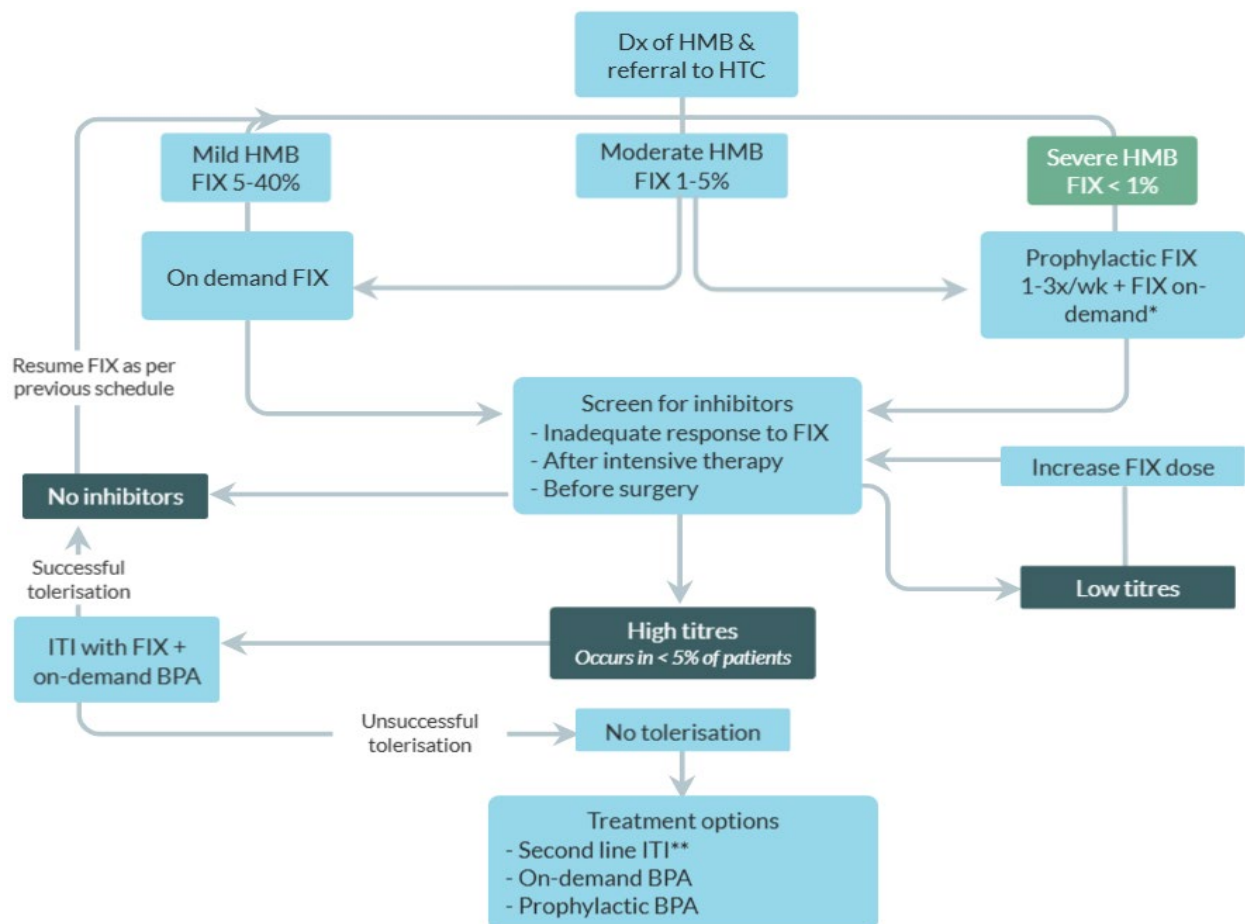 Dx of HMB &
referral to HTC
Mild HMB
FIX 5-40%
Moderate HMB
FIX 1-5%
Severe HMB
FIX < 1%
On demand FIX
Prophylactic FIX
1-3x/wk + FIX on-
demand*
Resume FIX as per
previous schedule
Screen for inhibitors
- Inadequate response to FIX
- After intensive therapy
- Before surgery
Increase FIX dose
No inhibitors
Low titres
Successful
tolerisation
High titres
Occurs in < 5% of patients
ITI with FIX +
on-demand BPA
Unsuccessful
tolerisation
No tolerisation
Treatment options
- Second line ITI**
- On-demand BPA
- Prophylactic BPA